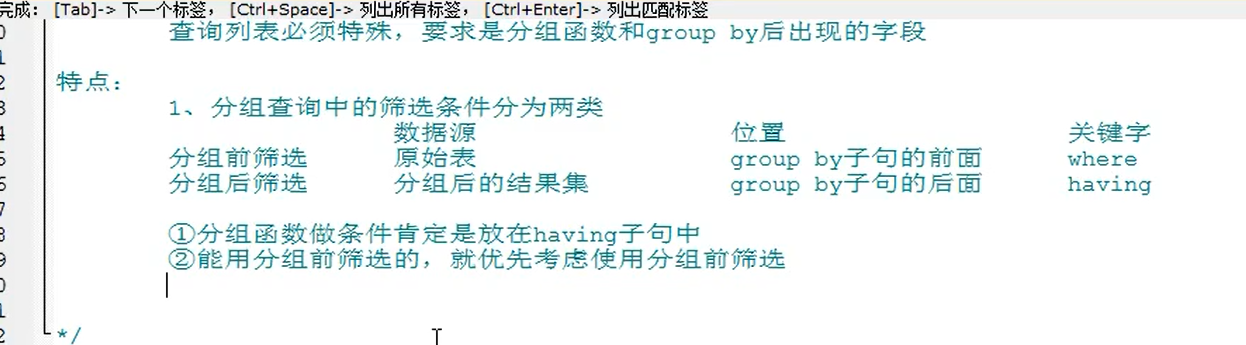 完成: [Tab]-> 下一个标签, [Ctrl+Space]-> 列出所有标签, [Ctrl+Enter]-> 列出匹配标签
0 查询列表必须特殊，要求是分组函数和group by后出现的字段
1
2 特点：
3 1、分组查询中的筛选条件分为两类
4 数据源 位置 关键字
5 分组前筛选 原始表 group by子句的前面 where
6 分组后筛选 分组后的结果集 group by子句的后面 having
7
8 ①分组函数做条件肯定是放在having子句中
9 ②能用分组前筛选的，就优先考虑使用分组前筛选
0
1
2 */